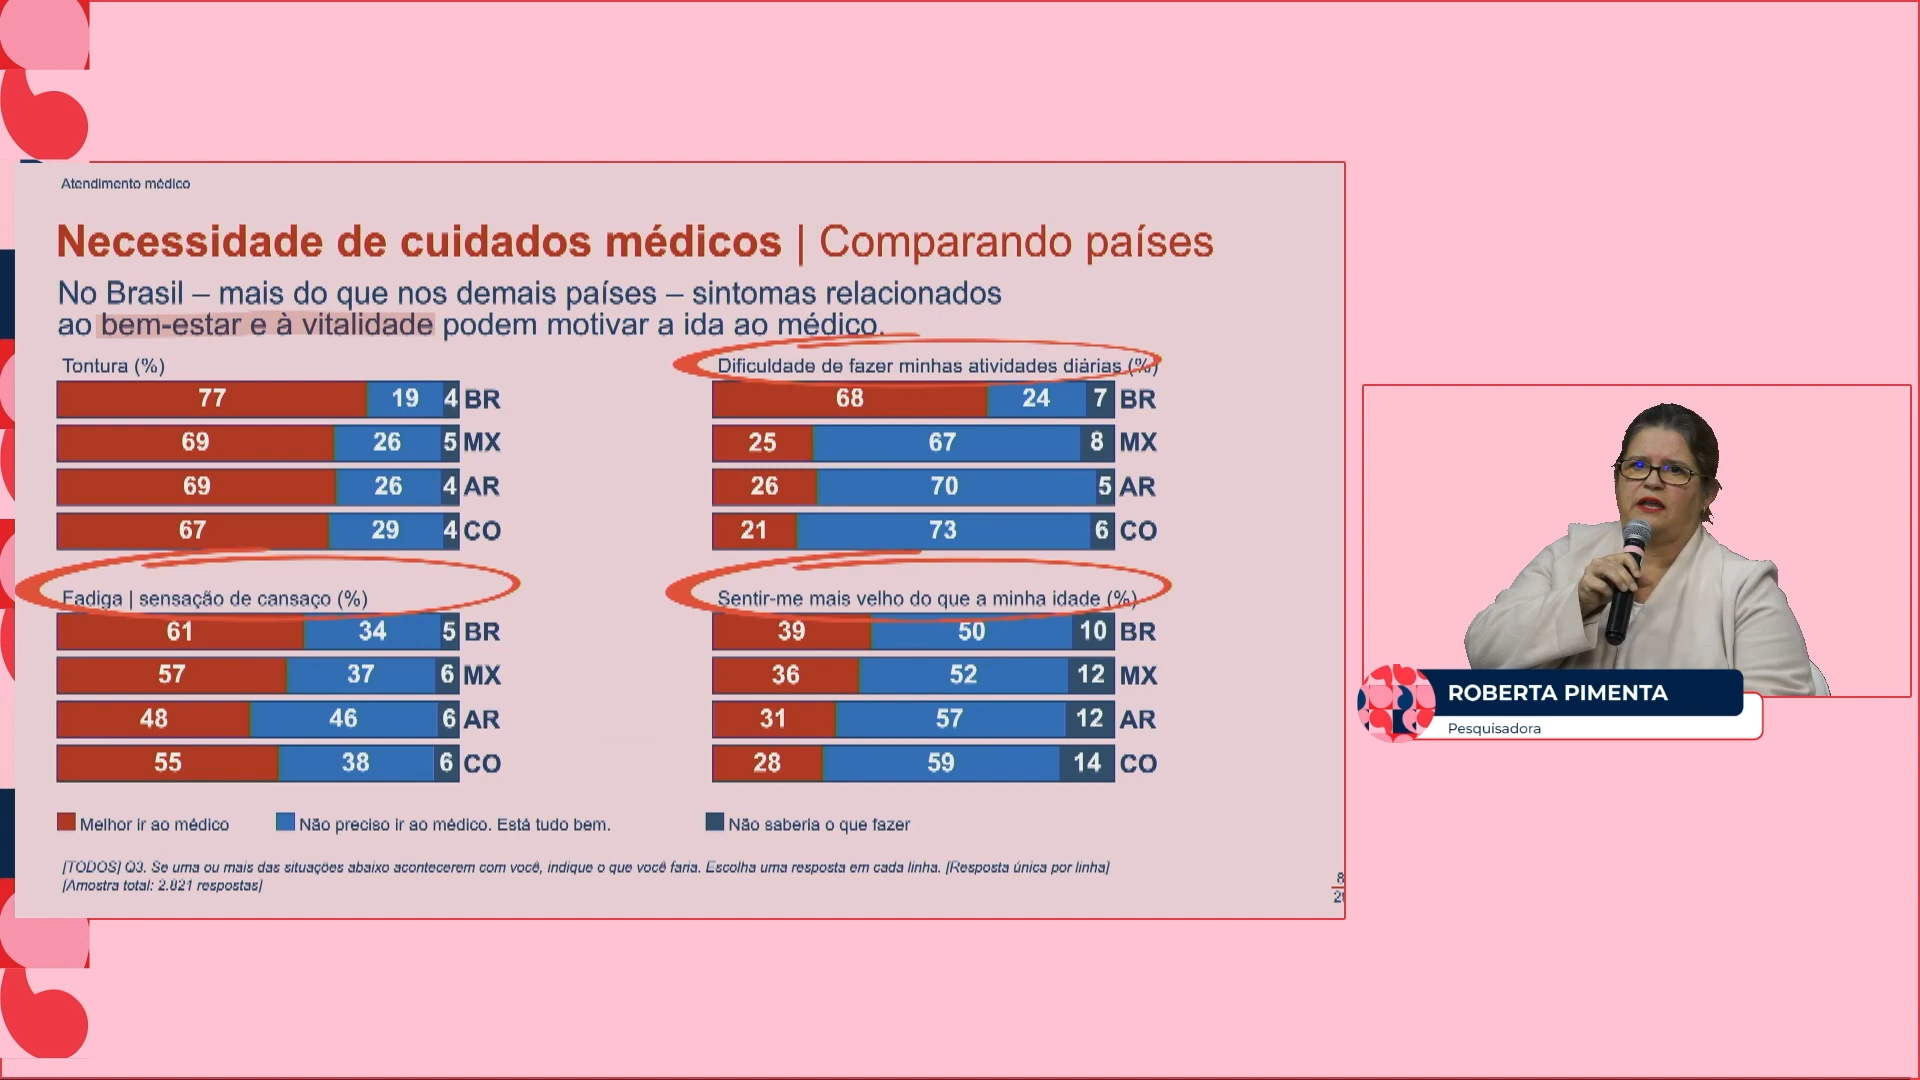 Atendimento médico
Necessidade de cuidados médicos | Comparando países
No Brasil – mais do que nos demais países – sintomas relacionados
ao bem-estar e à vitalidade podem motivar a ida ao médico.
Tontura (%)
77 19 4 BR
69 26 5 MX
69 26 4 AR
67 29 4 CO
Dificuldade de fazer minhas atividades diárias (%)
68 24 7 BR
25 67 8 MX
26 70 5 AR
21 73 6 CO
Fadiga | sensação de cansaço (%)
61 34 5 BR
57 37 6 MX
48 46 6 AR
55 38 6 CO
Sentir-me mais velho do que a minha idade (%)
39 50 10 BR
36 52 12 MX
31 57 12 AR
28 59 14 CO
Melhor ir ao médico
Não preciso ir ao médico. Está tudo bem.
Não saberia o que fazer
[TODOS] Q3. Se uma ou mais das situações abaixo acontecerem com você, indique o que você faria. Escolha uma resposta em cada linha. [Resposta única por linha]
[Amostra total: 2.821 respostas]
ROBERTA PIMENTA
Pesquisadora